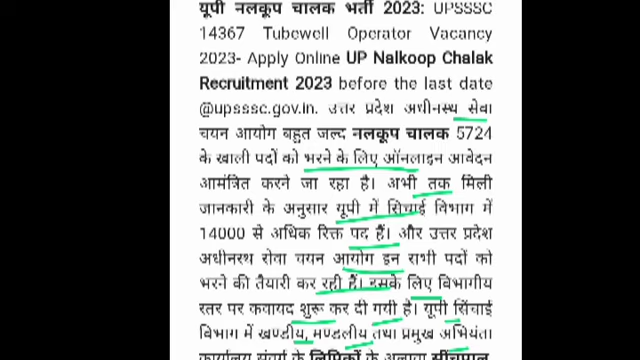 यूपी नलकूप चालक भर्ती 2023: UPSSSC
14367 Tubewell Operator Vacancy
2023- Apply Online UP Nalkoop Chalak
Recruitment 2023 before the last date
@upsssc.gov.in. उत्तर प्रदेश अधीनस्थ सेवा
चयन आयोग बहुत जल्द नलकूप चालक 5724
के खाली पदों को भरने के लिए ऑनलाइन आवेदन
आमंत्रित करने जा रहा है। अभी तक मिली
जानकारी के अनुसार यूपी में सिचाई विभाग में
14000 से अधिक रिक्त पद हैं। और उत्तर प्रदेश
अधीनस्थ सेवा चयन आयोग इन सभी पदों को
भरने की तैयारी कर रही हैं। इसके लिए विभागीय
स्तर पर कवायद शुरू कर दी गयी है। यूपी सिंचाई
विभाग में खण्डीय, मण्डलीय तथा प्रमुख अभियंता
कार्यालय संवर्ग के लिपिकों के अलावा सींचपाल,